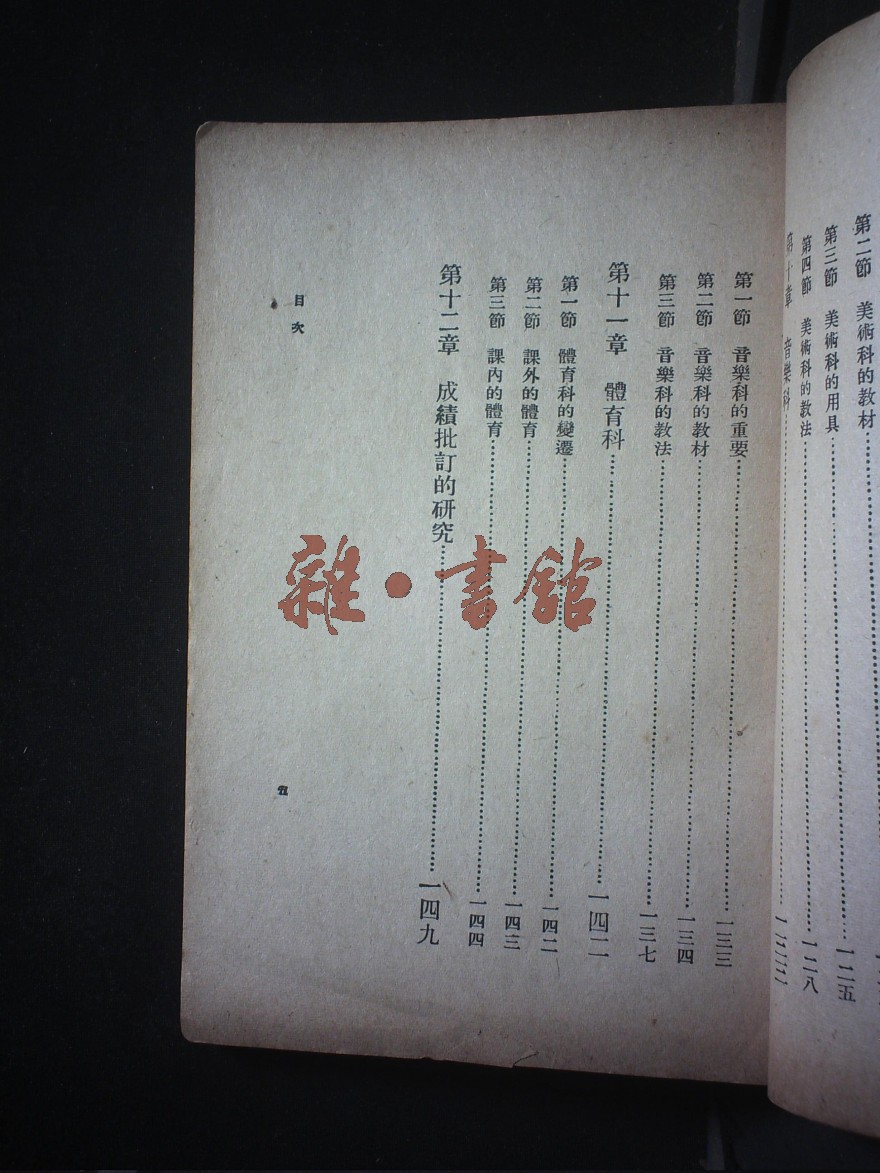 第二節　美術科的教材
第三節　美術科的用具……一二五
第四節　美術科的教法……一二八
第十章　音樂科……一三三
第一節　音樂科的重要……一三三
第二節　音樂科的教材……一三四
第三節　音樂科的教法……一三七
第十一章　體育科……一四二
第一節　體育科的變遷……一四二
第二節　課外的體育……一四三
第三節　課內的體育……一四四
第十二章　成績批訂的研究……一四九
目次
五
雜·書館